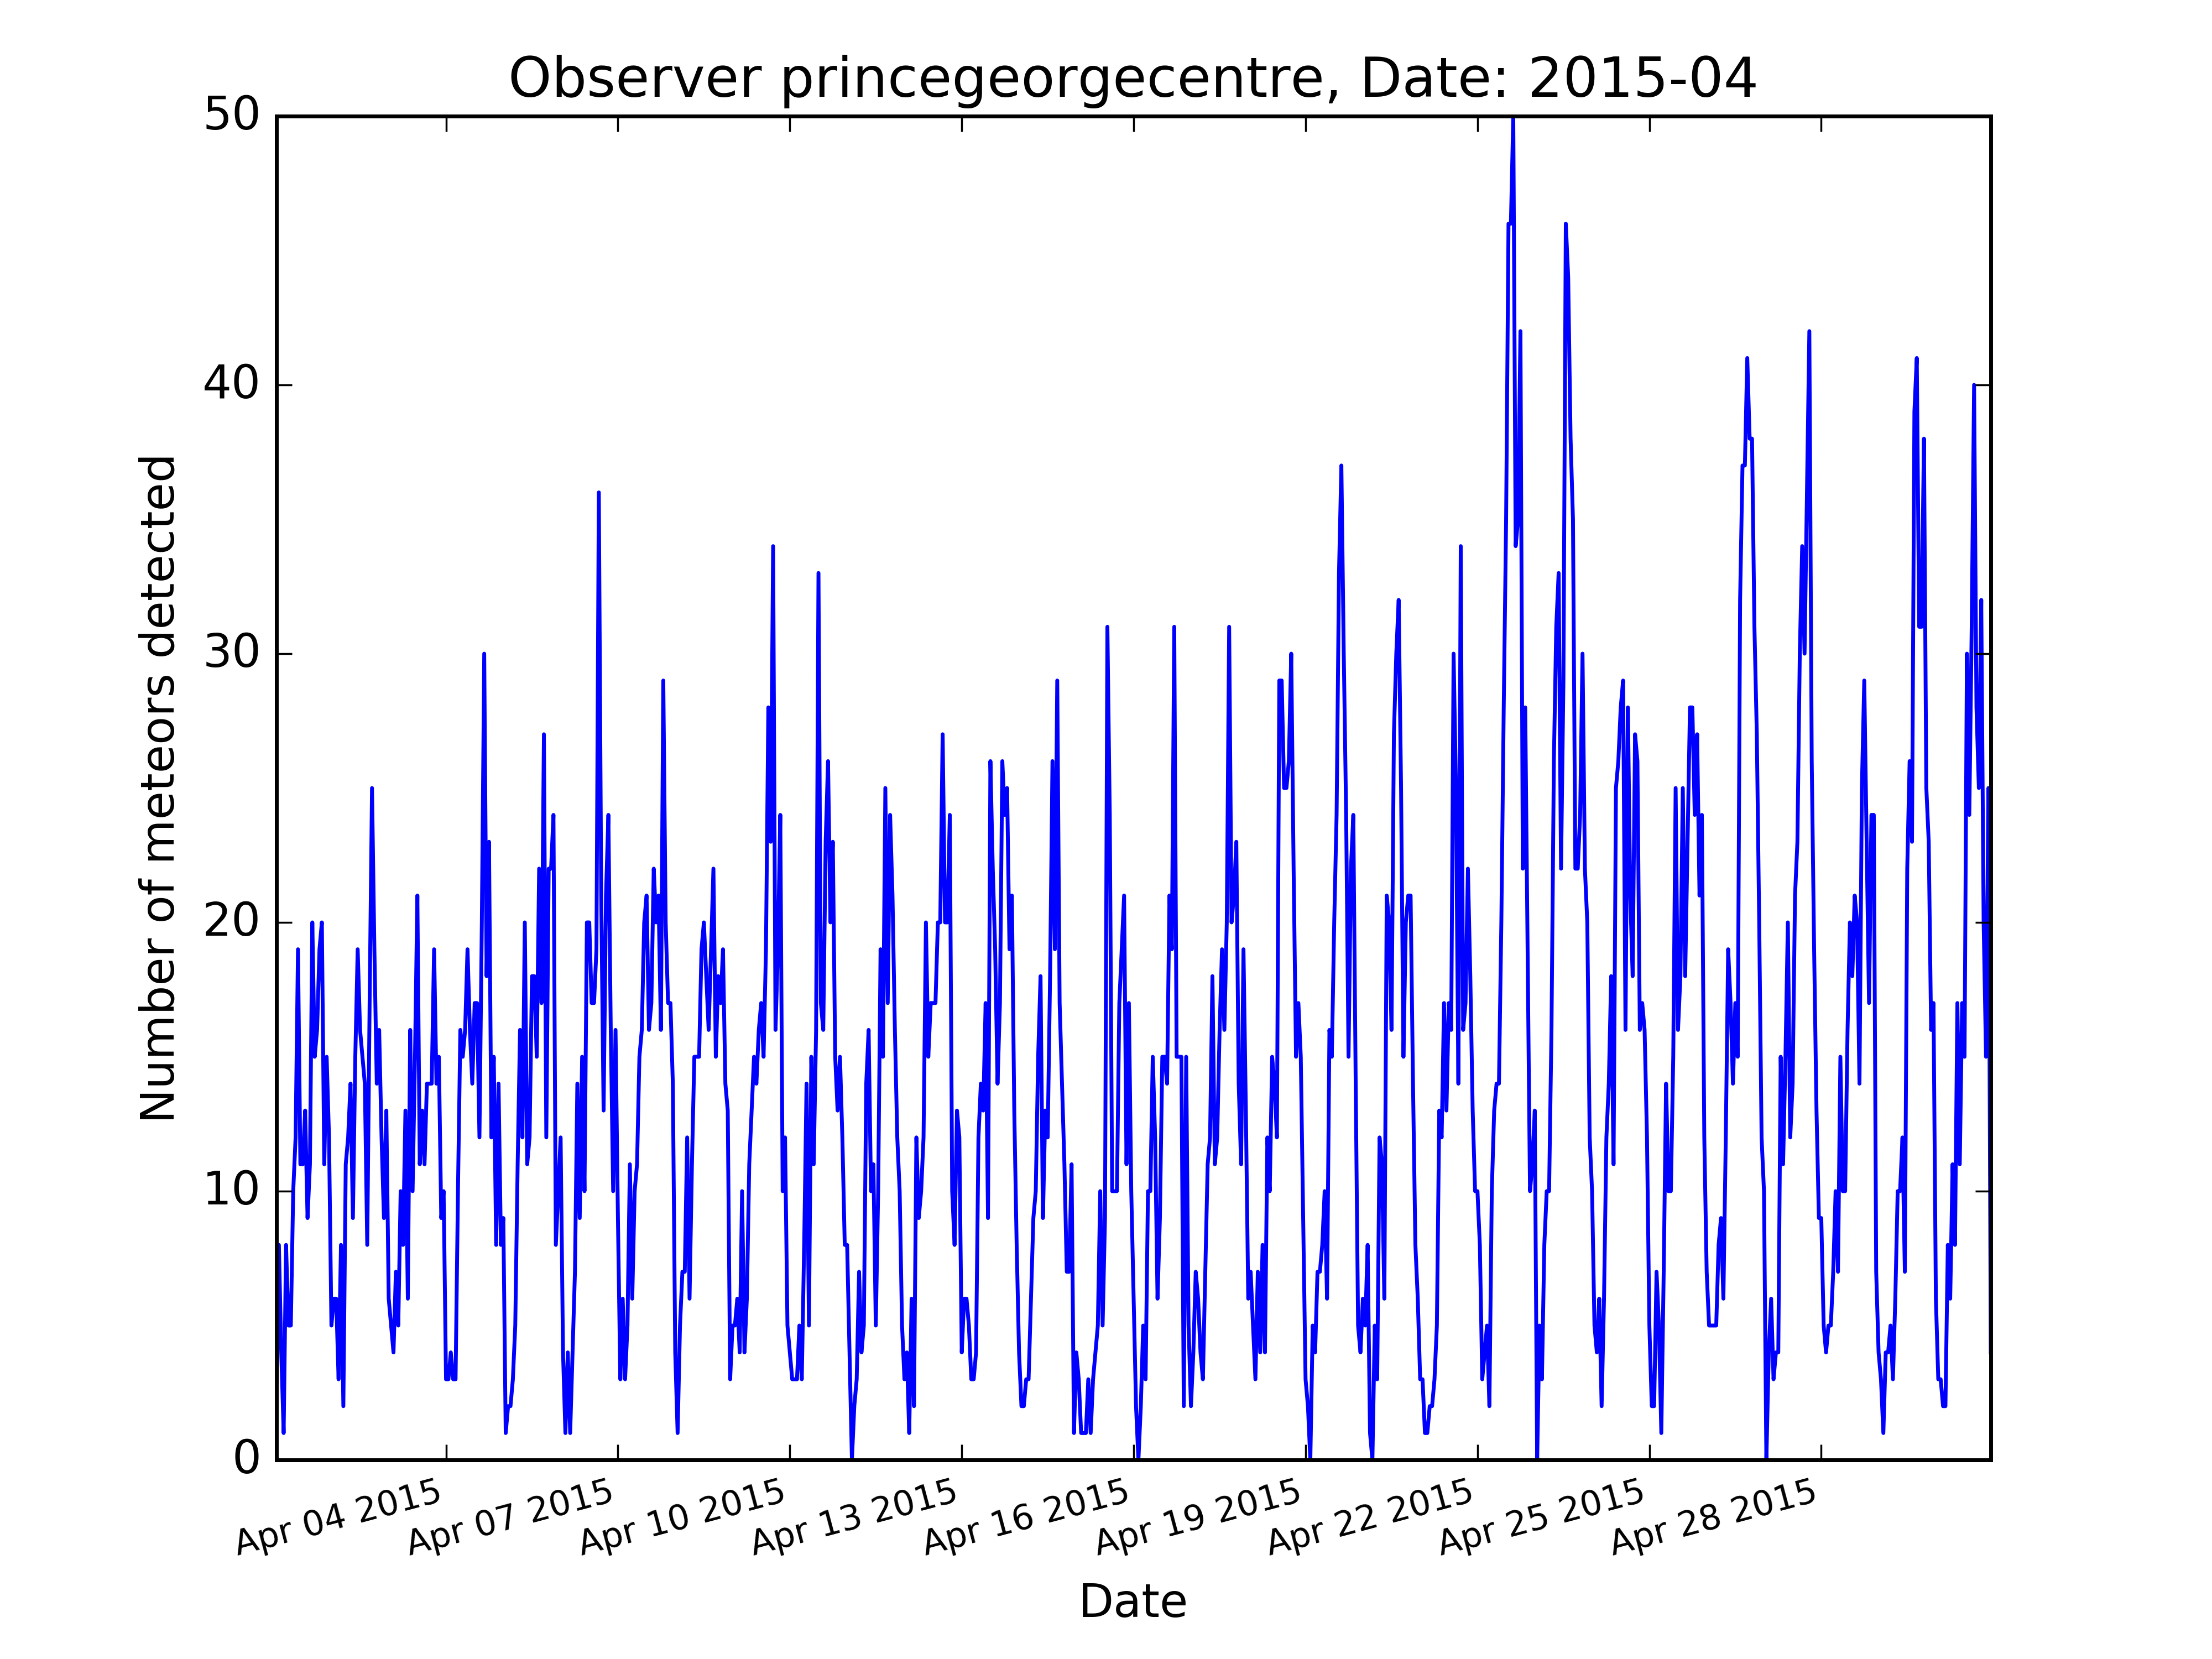 Observer princegeorgecentre, Date: 2015-04
50
40
30
20
10
0
Number of meteors detected
Apr 04 2015
Apr 07 2015
Apr 10 2015
Apr 13 2015
Apr 16 2015
Apr 19 2015
Apr 22 2015
Apr 25 2015
Apr 28 2015
Date